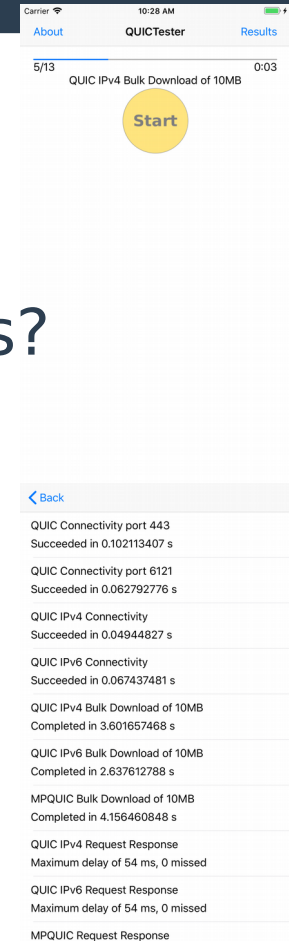 Carrier 10:28 AM
About QUICTester Results
5/13 0:03
QUIC IPv4 Bulk Download of 10MB
Start
s?
Back
QUIC Connectivity port 443
Succeeded in 0.102113407 s
QUIC Connectivity port 6121
Succeeded in 0.062792776 s
QUIC IPv4 Connectivity
Succeeded in 0.04944827 s
QUIC IPv6 Connectivity
Succeeded in 0.067437481 s
QUIC IPv4 Bulk Download of 10MB
Completed in 3.601657468 s
QUIC IPv6 Bulk Download of 10MB
Completed in 2.637612788 s
MPQUIC Bulk Download of 10MB
Completed in 4.156460848 s
QUIC IPv4 Request Response
Maximum delay of 54 ms, 0 missed
QUIC IPv6 Request Response
Maximum delay of 54 ms, 0 missed
MPQUIC Request Response